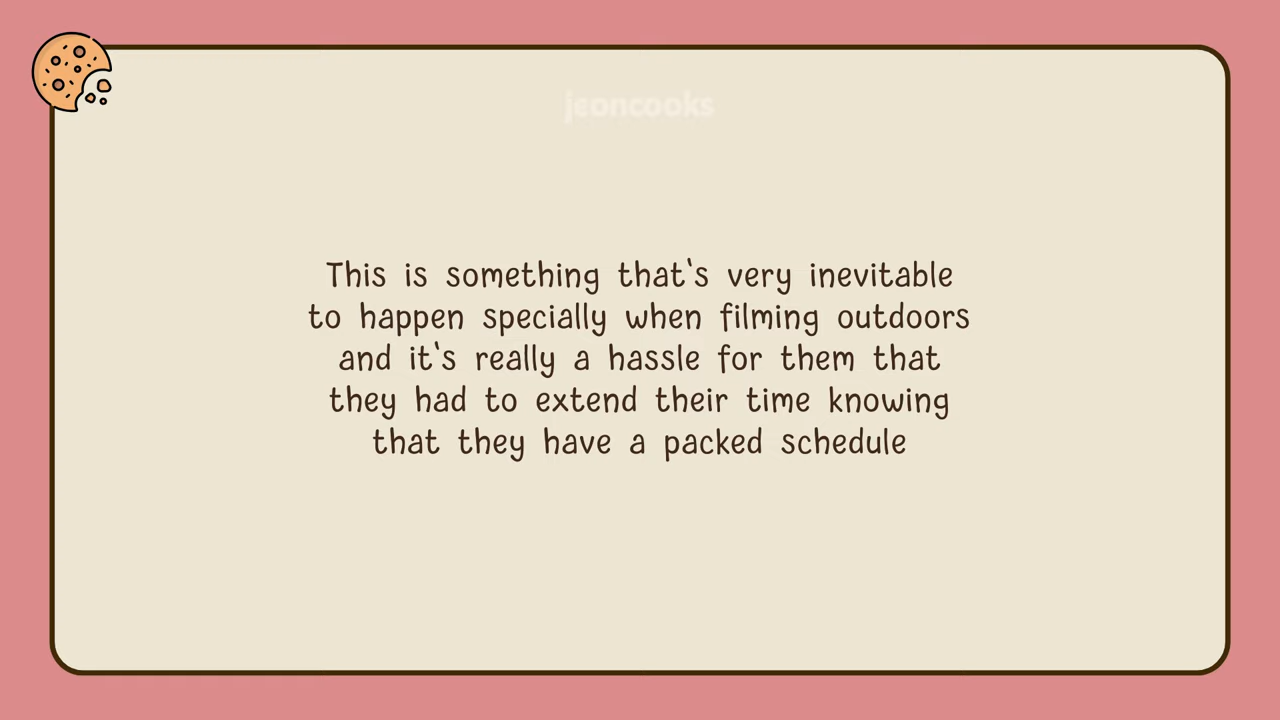 jeoncooks
This is something that's very inevitable
to happen specially when filming outdoors
and it's really a hassle for them that
they had to extend their time knowing
that they have a packed schedule